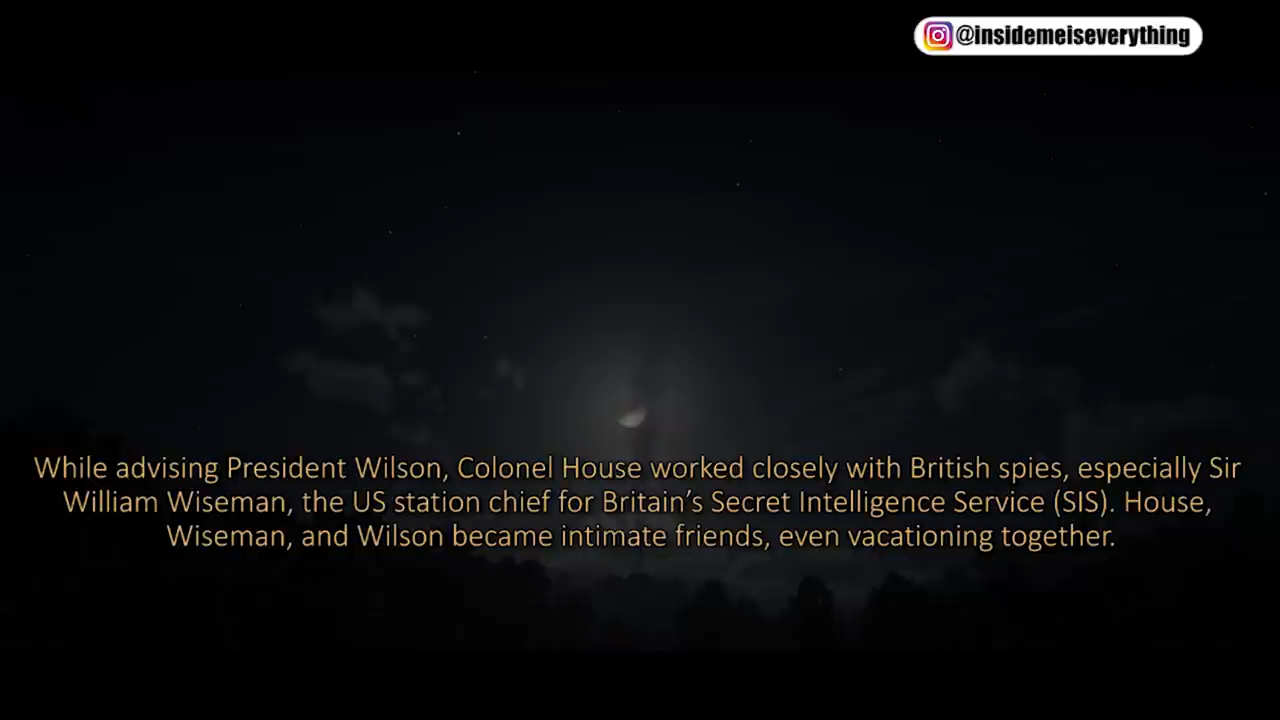 @insidemeiseverything
While advising President Wilson, Colonel House worked closely with British spies, especially Sir
William Wiseman, the US station chief for Britain’s Secret Intelligence Service (SIS). House,
Wiseman, and Wilson became intimate friends, even vacationing together.